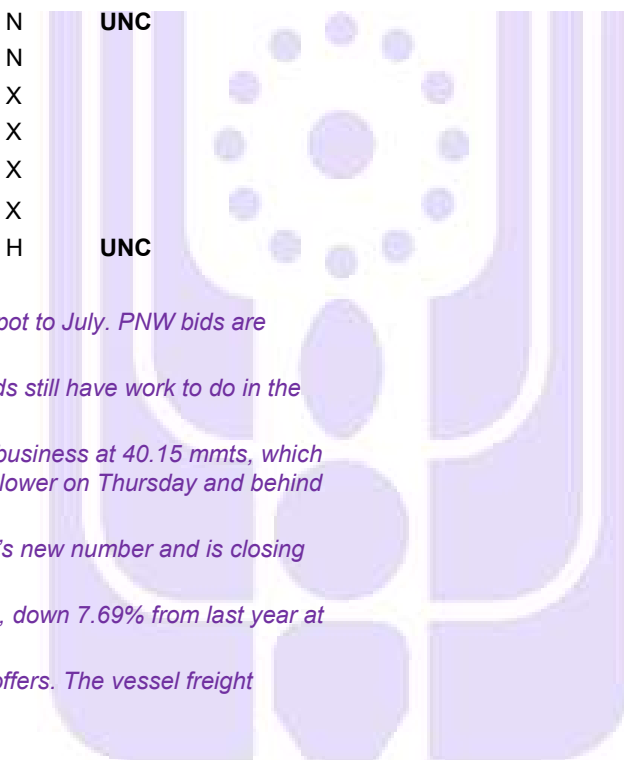 N UNC
N
X
X
X
X
H UNC
pot to July. PNW bids are
ds still have work to do in the
business at 40.15 mmts, which
lower on Thursday and behind
's new number and is closing
, down 7.69% from last year at
offers. The vessel freight